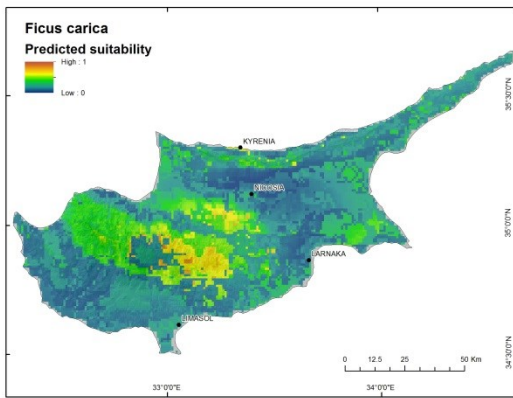 Ficus carica
Predicted suitability
High : 1
Low : 0
KYRENIA
NICOSIA
LARNAKA
LIMASOL
35°30'0"N
35°0'0"N
34°30'0"N
0 12.5 25 50 Km
33°0'0"E 34°0'0"E